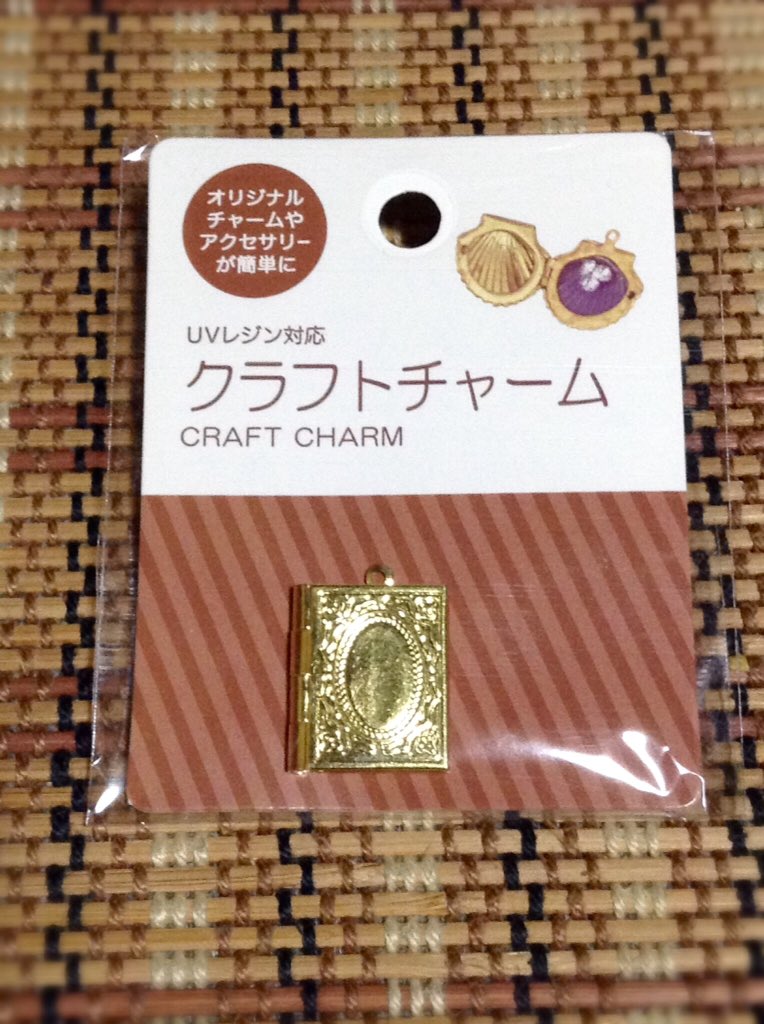 オリジナル
チャームや
アクセサリー
が簡単に
UVレジン対応
クラフトチャーム
CRAFT CHARM